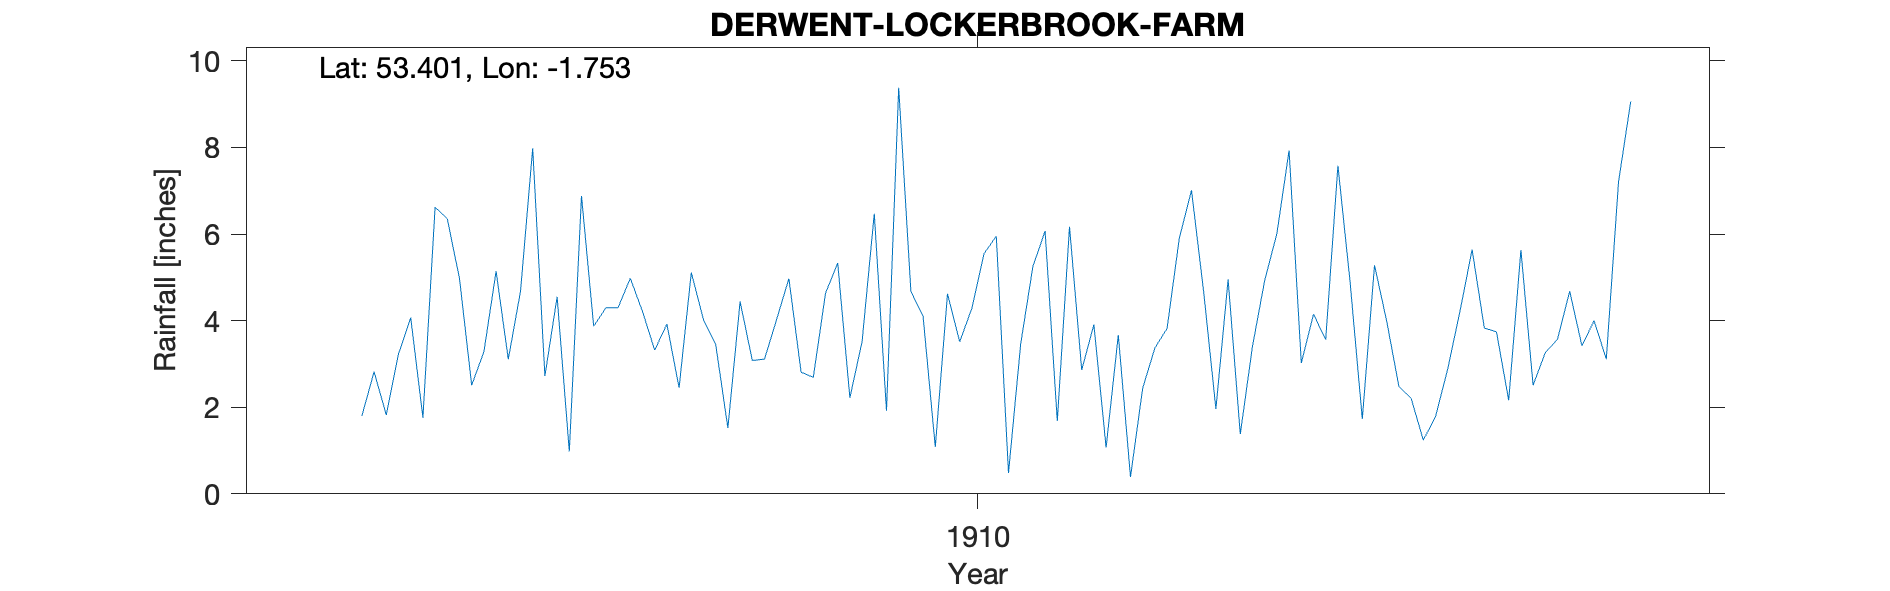 DERWENT-LOCKERBROOK-FARM
Lat: 53.401, Lon: -1.753
10
8
6
4
2
0
Rainfall [inches]
1910
Year